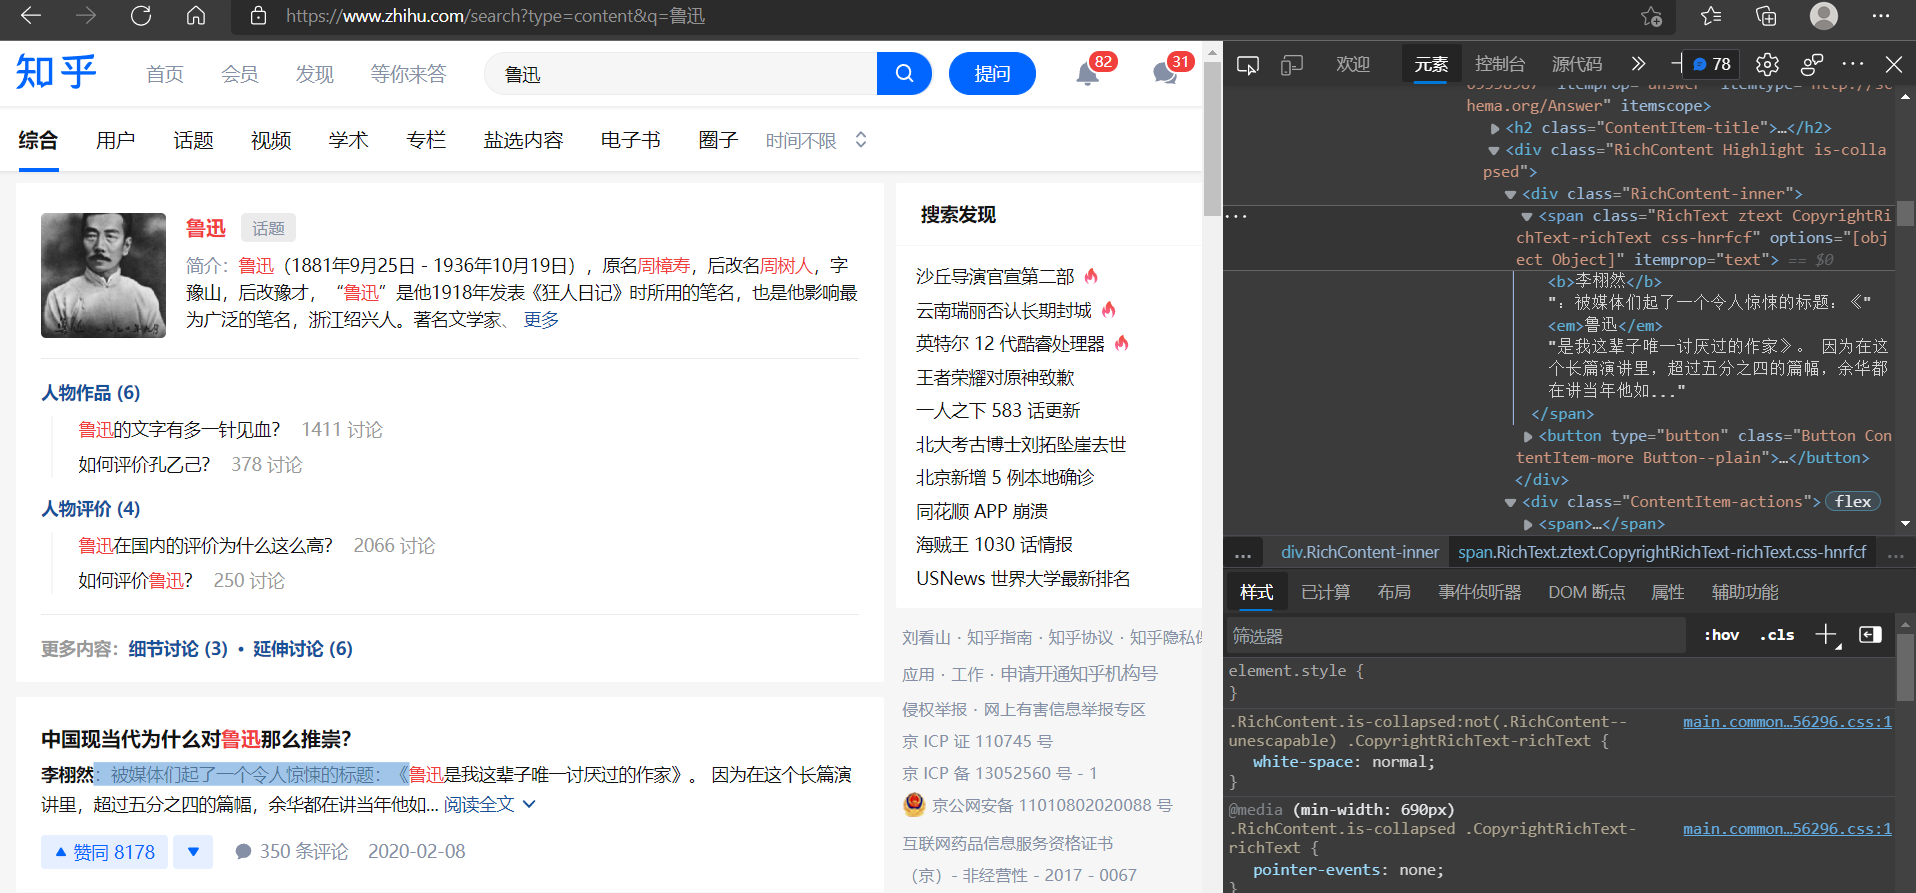 https://www.zhihu.com/search?type=content&q=鲁迅
知乎 首页 会员 发现 等你来答 鲁迅 提问 82 31
综合 用户 话题 视频 学术 专栏 盐选内容 电子书 圈子 时间不限
鲁迅 话题
简介：鲁迅（1881年9月25日 - 1936年10月19日），原名周樟寿，后改名周树人，字
豫山，后改豫才，“鲁迅”是他1918年发表《狂人日记》时所用的笔名，也是他影响最
为广泛的笔名，浙江绍兴人。著名文学家、 更多
人物作品 (6)
鲁迅的文字有多一针见血？ 1411 讨论
如何评价孔乙己？ 378 讨论
人物评价 (4)
鲁迅在国内的评价为什么这么高？ 2066 讨论
如何评价鲁迅？ 250 讨论
更多内容：细节讨论 (3) • 延伸讨论 (6)
中国现当代为什么对鲁迅那么推崇？
李栩然：被媒体们起了一个令人惊悚的标题：《鲁迅是我这辈子唯一讨厌过的作家》。 因为在这个长篇演
讲里，超过五分之四的篇幅，余华都在讲当年他如... 阅读全文
赞同 8178 350 条评论 2020-02-08
搜索发现
沙丘导演官宣第二部
云南瑞丽否认长期封城
英特尔 12 代酷睿处理器
王者荣耀对原神致歉
一人之下 583 话更新
北大考古博士刘拓坠崖去世
北京新增 5 例本地确诊
同花顺 APP 崩溃
海贼王 1030 话情报
USNews 世界大学最新排名
刘看山 · 知乎指南 · 知乎协议 · 知乎隐私
应用 · 工作 · 申请开通知乎机构号
侵权举报 · 网上有害信息举报专区
京 ICP 证 110745 号
京 ICP 备 13052560 号 - 1
京公网安备 11010802020088 号
互联网药品信息服务资格证书
（京）- 非经营性 - 2017 - 0067
欢迎 元素 控制台 源代码 78
hema.org/Answer" itemscope>
<h2 class="ContentItem-title">…</h2>
<div class="RichContent Highlight is-colla
psed">
<div class="RichContent-inner">
<span class="RichText ztext CopyrightRi
chText-richText css-hnrfcf" options="[obj
ect Object]" itemprop="text"> == $0
<b>李栩然</b>
"：被媒体们起了一个令人惊悚的标题：《"
<em>鲁迅</em>
"是我这辈子唯一讨厌过的作家》。 因为在这
个长篇演讲里，超过五分之四的篇幅，余华都
在讲当年他如..."
</span>
<button type="button" class="Button Con
tentItem-more Button--plain">…</button>
</div>
<div class="ContentItem-actions"> flex
<span>…</span>
... div.RichContent-inner span.RichText.ztext.CopyrightRichText-richText.css-hnrfcf ...
样式 已计算 布局 事件侦听器 DOM 断点 属性 辅助功能
筛选器 :hov .cls
element.style {
}
.RichContent.is-collapsed:not(.RichContent-- main.common…56296.css:1
unescapable) .CopyrightRichText-richText {
white-space: normal;
}
@media (min-width: 690px)
.RichContent.is-collapsed .CopyrightRichText- main.common…56296.css:1
richText {
pointer-events: none;
}